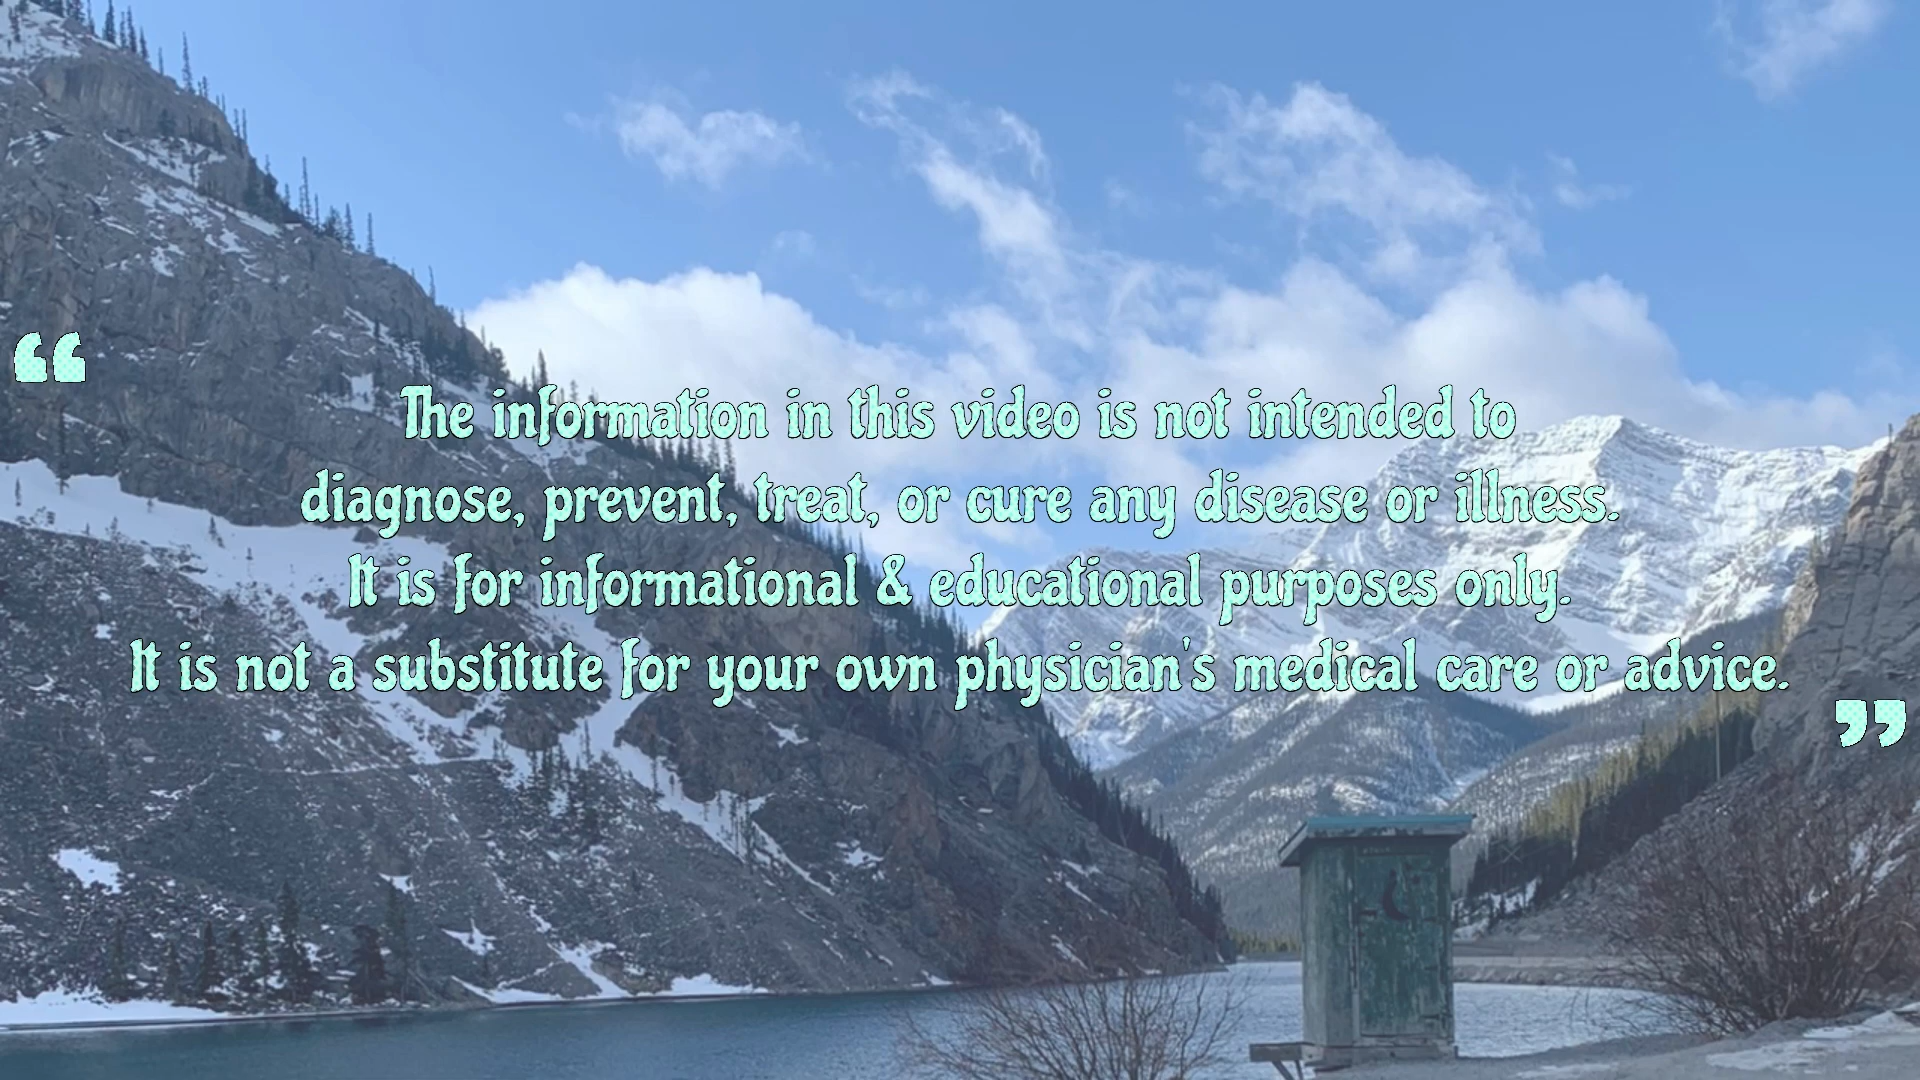 “
The information in this video is not intended to
diagnose, prevent, treat, or cure any disease or illness.
It is for informational & educational purposes only.
It is not a substitute for your own physician's medical care or advice.
”